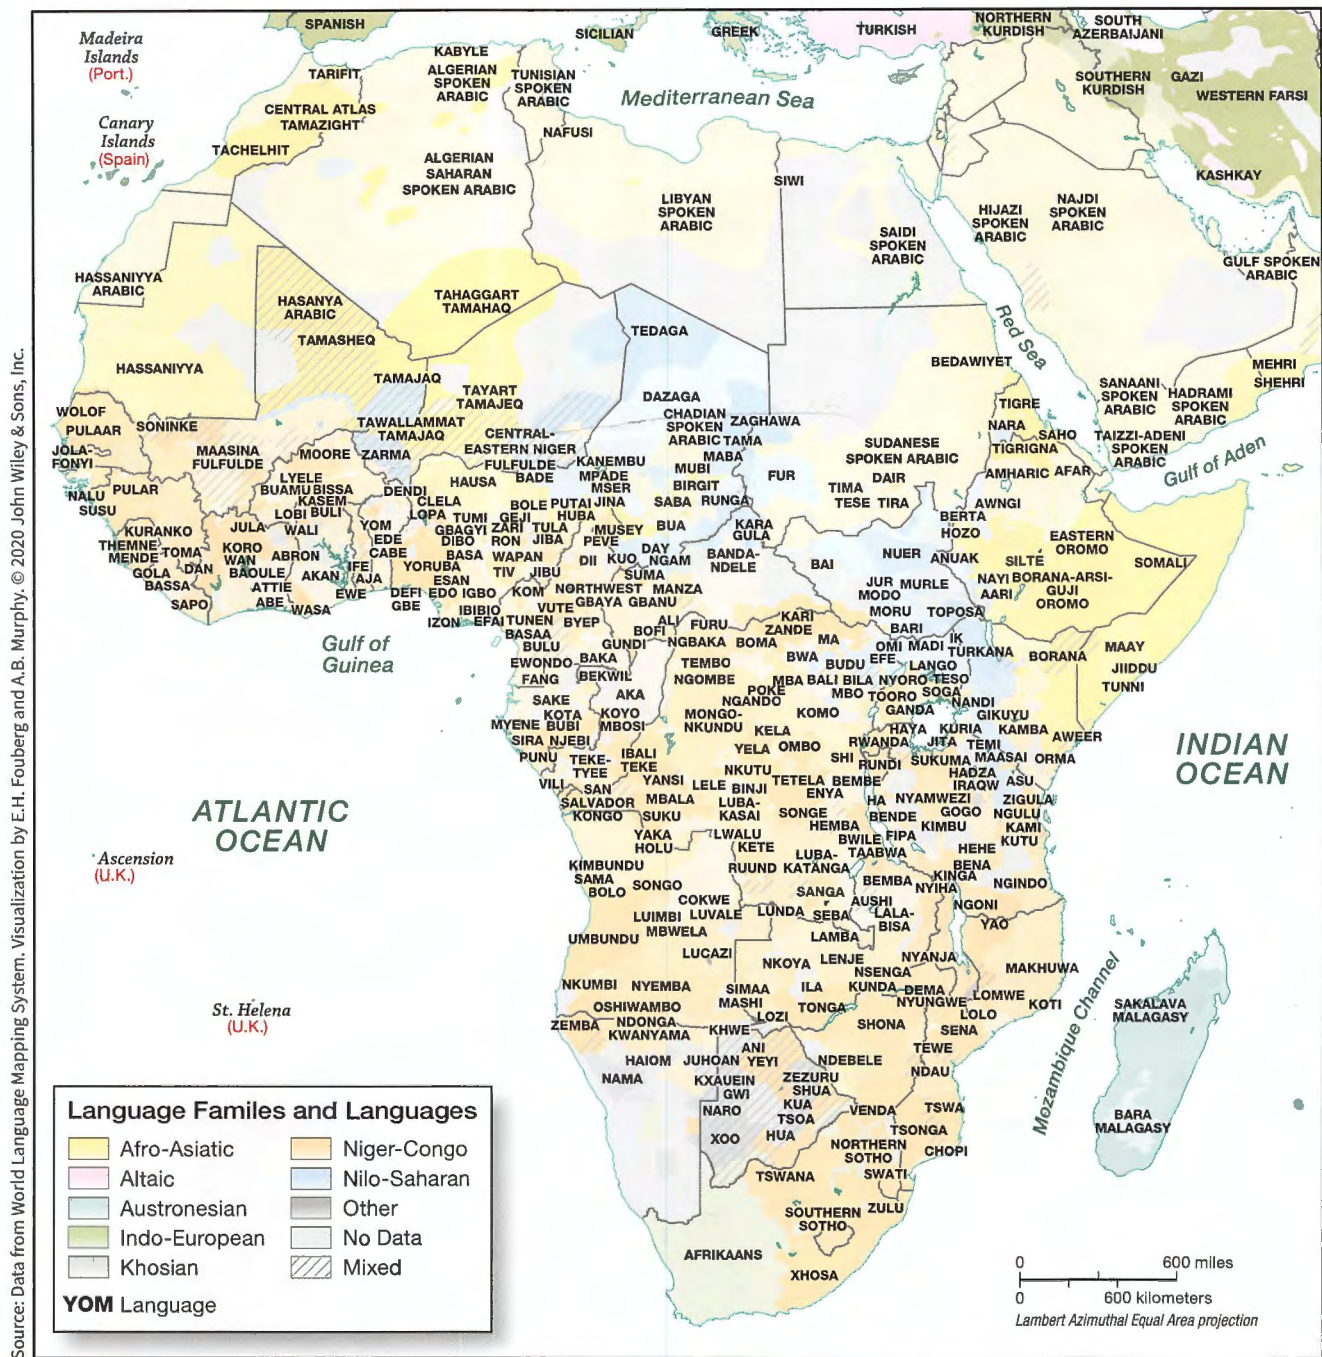 Source: Data from World Language Mapping System. Visualization by E.H. Fouberg and A.B. Murphy. © 2020 John Wiley & Sons, Inc.
Madeira
Islands
(Port.)
Canary
Islands
(Spain)
SPANISH
SICILIAN
GREEK
TURKISH
NORTHERN
KURDISH
SOUTH
AZERBAIJANI
SOUTHERN
KURDISH
GAZI
WESTERN FARSI
KASHKAY
Mediterranean Sea
TARIFIT
KABYLE
ALGERIAN
SPOKEN
ARABIC
TUNISIAN
SPOKEN
ARABIC
NAFUSI
CENTRAL ATLAS
TAMAZIGHT
TACHELHIT
ALGERIAN
SAHARAN
SPOKEN ARABIC
LIBYAN
SPOKEN
ARABIC
SIWI
SAIDI
SPOKEN
ARABIC
HIJAZI
SPOKEN
ARABIC
NAJDI
SPOKEN
ARABIC
GULF SPOKEN
ARABIC
HASSANIYYA
ARABIC
HASANYA
ARABIC
TAMASHEQ
TAHAGGART
TAMAHAQ
TEDAGA
Red Sea
BEDAWIYET
HASSANIYYA
TAMAJAQ
TAYART
TAMAJEQ
DAZAGA
MEHRI
SHEHRI
SANAANI
SPOKEN
ARABIC
HADRAMI
SPOKEN
ARABIC
TAIZZI-ADENI
SPOKEN
ARABIC
Gulf of Aden
WOLOF
PULAAR
SONINKE
JOLA-
FONYI
MAASINA
FULFULDE
MOORE
TAWALLAMMAT
TAMAJAQ
ZARMA
CENTRAL-
EASTERN NIGER
FULFULDE
CHADIAN
SPOKEN
ARABIC
ZAGHAWA
TAMA
MABA
SUDANESE
SPOKEN ARABIC
TIGRE
NARA
SAHO
TIGRIGNA
NALU
SUSU
PULAR
LYELE
BUAMU
BISSA
KASEM
LOBI
BULI
WALI
DENDI
HAUSA
BADE
KANEMBU
MPADE
MSER
MUBI
BIRGIT
SABA
RUNGA
FUR
DAIR
TIMA
TESE
TIRA
AMHARIC
AFAR
AWNGI
KURANKO
THEMNE
MENDE
TOMA
GOLA
BASSA
DAN
SAPO
JULA
KORO
WAN
BAOULE
ATTIE
ABE
ABRON
AKAN
WASA
YOM
EDE
CABE
IFE
AJA
EWE
CLELA
LOPA
TUMI
GBAGYI
DIBO
BASA
YORUBA
ESAN
EDO
IGBO
DEFI
GBE
IZON
IBIBIO
EFAI
BOLE
GEJI
ZARI
RON
WAPAN
TIV
PUTAI
HUBA
TULA
JIBA
JIBU
KOM
JINA
MUSEY
PEVE
DII
KUO
BUA
DAY
NGAM
SUMA
KARA
GULA
BANDA-
NDELE
BERTA
HOZO
NUER
ANUAK
BAI
JUR
MODO
MURLE
MORU
TOPOSA
BARI
SILTÉ
EASTERN
OROMO
SOMALI
NAYI
AARI
BORANA-ARSI-
GUJI
OROMO
Gulf of
Guinea
NORTHWEST
GBAYA
MANZA
GBANU
VUTE
BYEP
TUNEN
BASAA
BULU
EWONDO
FANG
ALI
BOFI
GUNDI
BAKA
BEKWIL
AKA
FURU
NGBAKA
BOMA
KARI
ZANDE
MA
BWA
BUDU
OMI
MADI
IK
EFE
LANGO
TURKANA
BORANA
MAAY
JIIDDU
TUNNI
TEMBO
NGOMBE
MBA
BALI
BILA
MBO
NYORO
TESO
TOORO
SOGA
GANDA
NANDI
POKE
NGANDO
SAKE
KOTA
MYENE
BUBI
SIRA
NJEBI
PUNU
KOYO
MBOSI
MONGO-
NKUNDU
KELA
KOMO
YELA
OMBO
HAYA
KURIA
RWANDA
JITA
GIKUYU
KAMBA
AWEER
TEMI
MAASAI
ORMA
SHI
RUNDI
SUKUMA
HADZA
IRAQW
ASU
TEKE-
TYEE
IBALI
TEKE
VILI
SAN
SALVADOR
KONGO
YANSI
MBALA
SUKU
YAKA
HOLU
LELE
NKUTU
BINJI
LUBA-
KASAI
LWALU
KETE
TETELA
BEMBE
ENYA
SONGE
HEMBA
HA
NYAMWEZI
BENDE
GOGO
KIMBU
ZIGULA
NGULU
KAMI
KUTU
BWILE
FIPA
TAABWA
HEHE
BENA
KINGA
INDIAN
OCEAN
ATLANTIC
OCEAN
Ascension
(U.K.)
St. Helena
(U.K.)
KIMBUNDU
SAMA
BOLO
SONGO
COKWE
RUUND
LUBA-
KATANGA
SANGA
BEMBA
AUSHI
NYIHA
NGINDO
NGONI
YAO
LUIMBI
LUVALE
MBWELA
LUNDA
SEBA
LALA-
BISA
LAMBA
UMBUNDU
LUCAZI
NKOYA
LENJE
NYANJA
NSENGA
MAKHUWA
NKUMBI
NYEMBA
SIMAA
MASHI
ILA
KUNDA
DEMA
NYUNGWE
LOMWE
LOLO
KOTI
OSHIWAMBO
ZEMBA
NDONGA
KWANYAMA
TONGA
LOZI
SHONA
SENA
KHWE
TEWE
NDAU
ANI
YEYI
NDEBELE
HAIOM
NAMA
JUHOAN
KXAUEIN
GWI
NARO
XOO
ZEZURU
SHUA
KUA
TSOA
HUA
VENDA
TSWA
TSONGA
CHOPI
TSWANA
NORTHERN
SOTHO
SWATI
ZULU
SOUTHERN
SOTHO
AFRIKAANS
XHOSA
Mozambique Channel
SAKALAVA
MALAGASY
BARA
MALAGASY
Language Familes and Languages
Afro-Asiatic
Altaic
Austronesian
Indo-European
Khosian
Niger-Congo
Nilo-Saharan
Other
No Data
Mixed
YOM Language
0 600 miles
0 600 kilometers
Lambert Azimuthal Equal Area projection